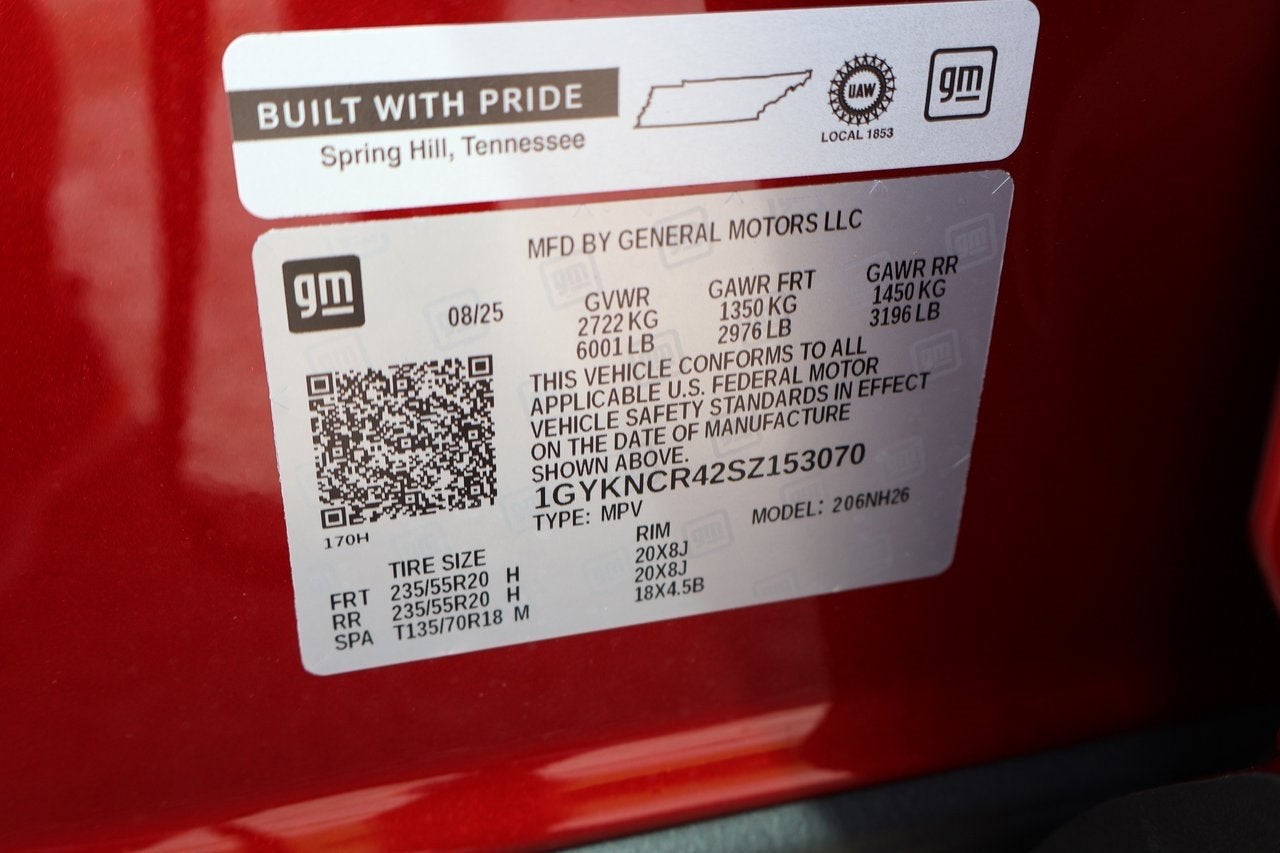 BUILT WITH PRIDE
Spring Hill, Tennessee
UAW
LOCAL 1853
gm
MFD BY GENERAL MOTORS LLC
gm
08/25
GVWR GAWR FRT GAWR RR
2722 KG 1350 KG 1450 KG
6001 LB 2976 LB 3196 LB
THIS VEHICLE CONFORMS TO ALL
APPLICABLE U.S. FEDERAL MOTOR
VEHICLE SAFETY STANDARDS IN EFFECT
ON THE DATE OF MANUFACTURE
SHOWN ABOVE.
1GYKNCR42SZ153070
TYPE: MPV MODEL: 206NH26
170H
TIRE SIZE RIM
FRT 235/55R20 H 20X8J
RR 235/55R20 H 20X8J
SPA T135/70R18 M 18X4.5B